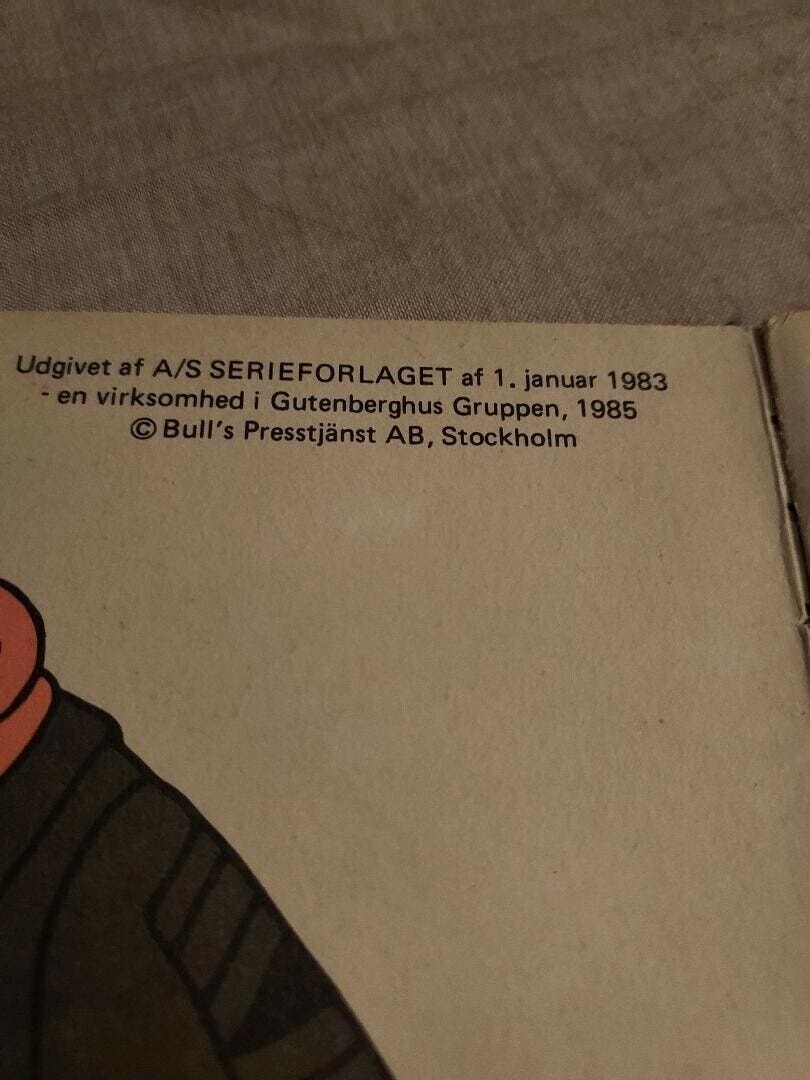 Udgivet af A/S SERIEFORLAGET af 1. januar 1983
- en virksomhed i Gutenberghus Gruppen, 1985
© Bull's Presstjänst AB, Stockholm